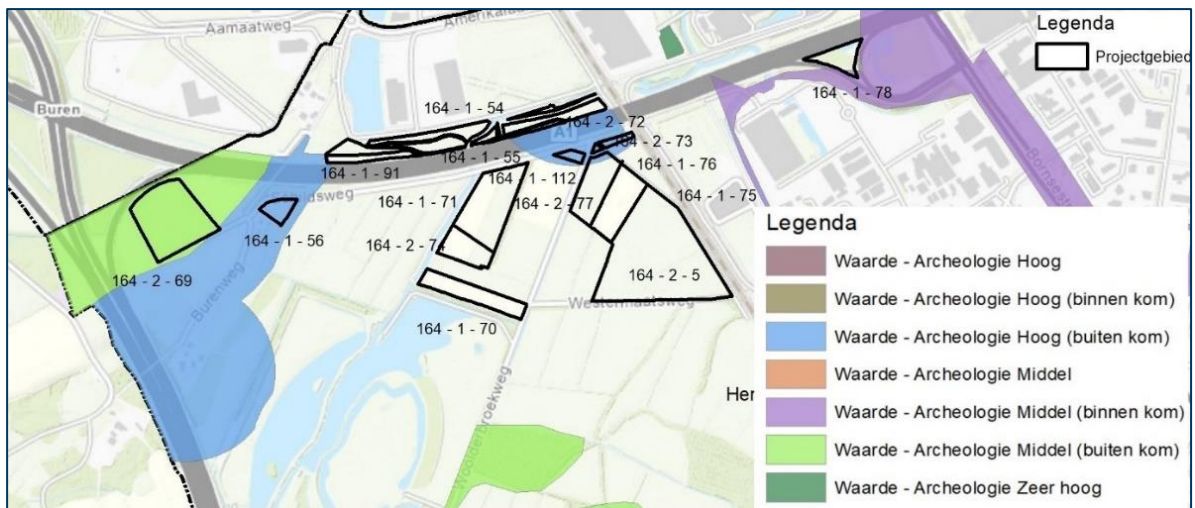 Aamaatweg
Legenda
Projectgebied
Buren
164 - 1 - 54
164 - 1 - 78
164 - 2 - 72
A1
164 - 2 - 73
164 - 1 - 55
164 - 1 - 76
164 - 1 - 91
164 - 1 - 112
164 - 1 - 75
164 - 1 - 71
164 - 2 - 77
164 - 1 - 56
164 - 2 - 69
Burenweg
164 - 2 - 5
Westermaatsweg
164 - 1 - 70
Woolderbroekweg
Legenda
Waarde - Archeologie Hoog
Waarde - Archeologie Hoog (binnen kom)
Waarde - Archeologie Hoog (buiten kom)
Waarde - Archeologie Middel
Waarde - Archeologie Middel (binnen kom)
Waarde - Archeologie Middel (buiten kom)
Waarde - Archeologie Zeer hoog